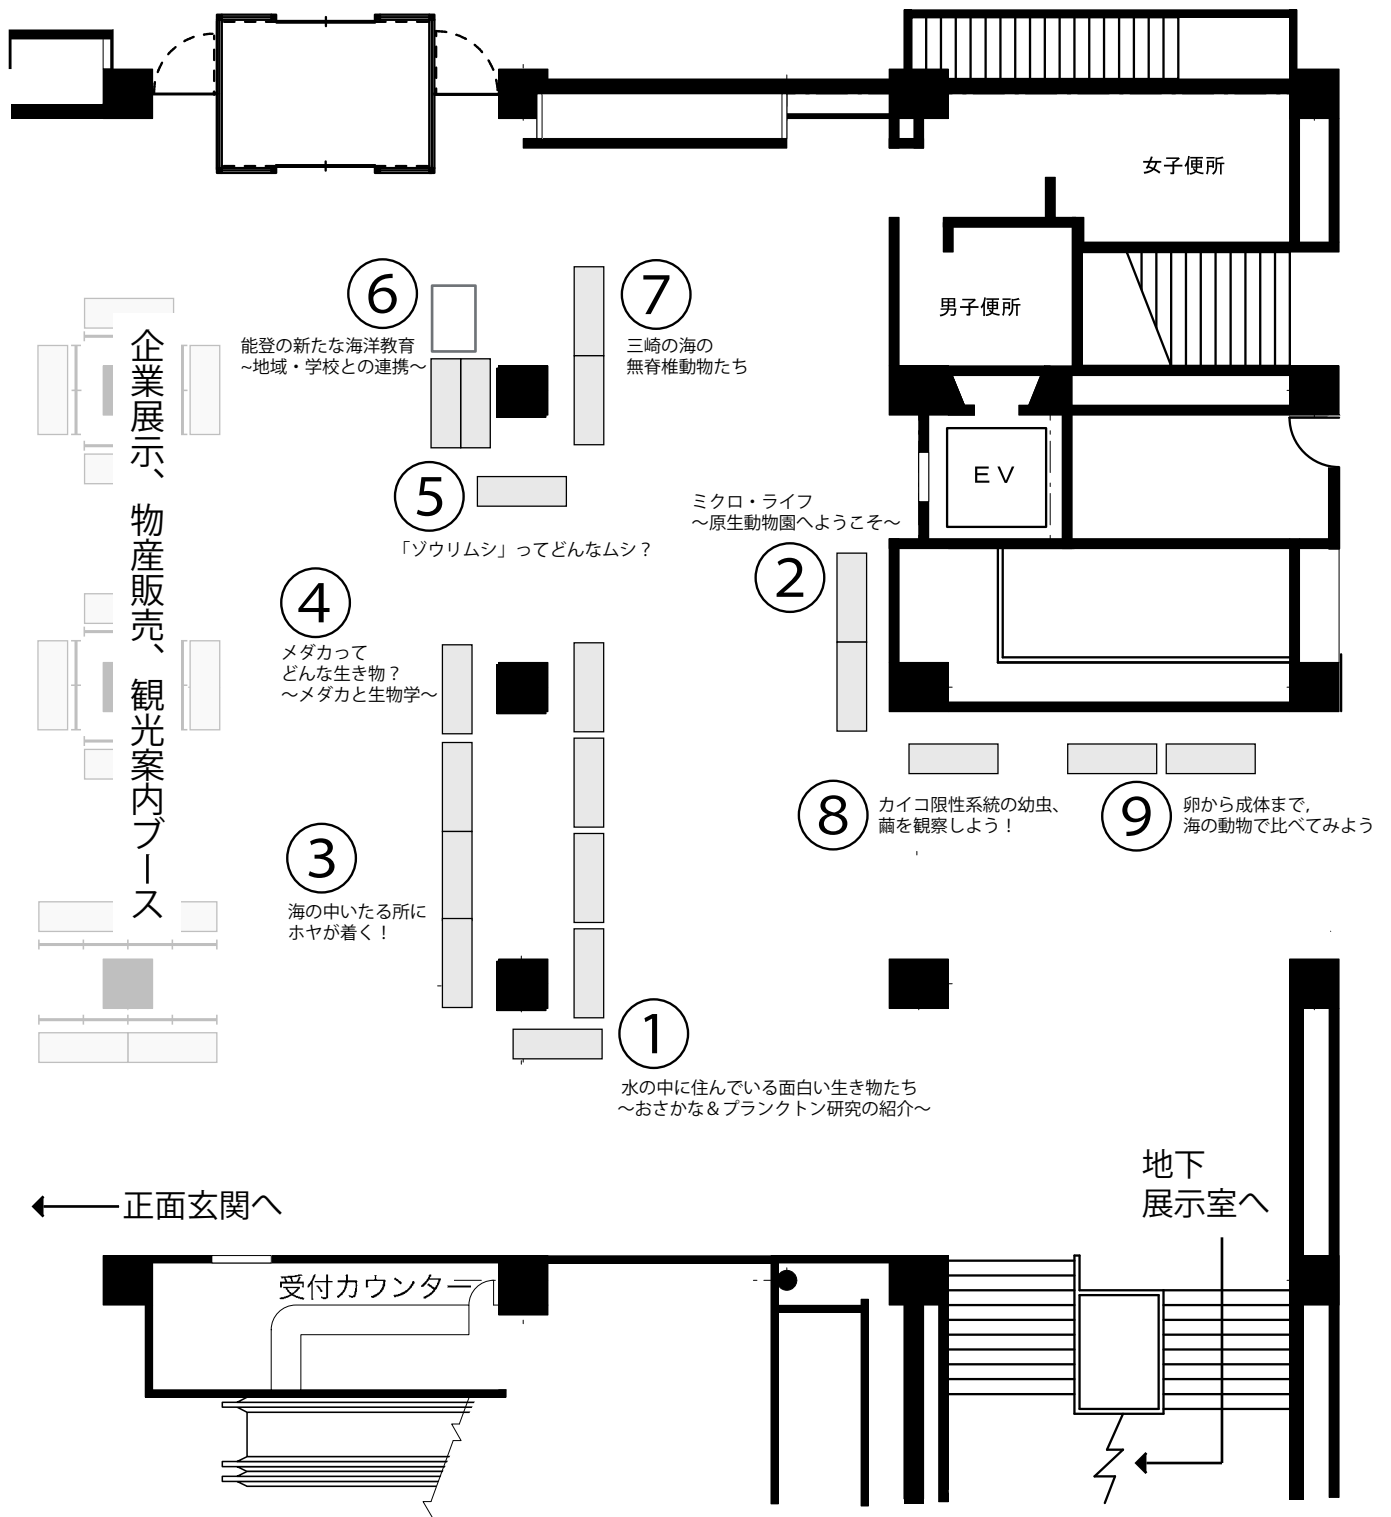 女子便所
男子便所
⑥
能登の新たな海洋教育
~地域・学校との連携～
⑦
三崎の海の
無脊椎動物たち
企業展示、物産販売、観光案内ブース
EV
⑤
「ゾウリムシ」ってどんなムシ？
ミクロ・ライフ
～原生動物園へようこそ～
②
④
メダカって
どんな生き物？
～メダカと生物学～
③
海の中いたる所に
ホヤが着く！
⑧
カイコ限性系統の幼虫、
繭を観察しよう！
⑨
卵から成体まで,
海の動物で比べてみよう
①
水の中に住んでいる面白い生き物たち
～おさかな＆プランクトン研究の紹介～
地下
展示室へ
正面玄関へ
受付カウンター